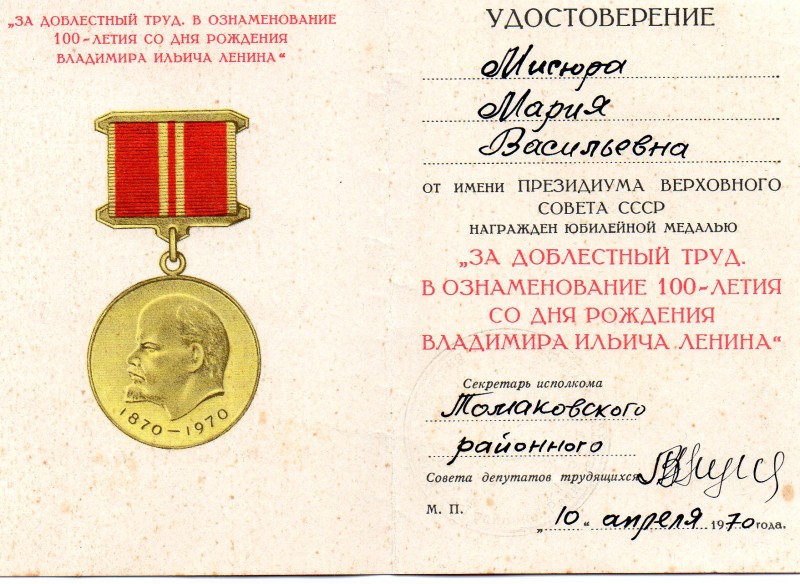 „ЗА ДОБЛЕСТНЫЙ ТРУД. В ОЗНАМЕНОВАНИЕ
100-ЛЕТИЯ СО ДНЯ РОЖДЕНИЯ
ВЛАДИМИРА ИЛЬИЧА ЛЕНИНА“
1870–1970
УДОСТОВЕРЕНИЕ
Мисюра
Мария
Васильевна
ОТ ИМЕНИ ПРЕЗИДИУМА ВЕРХОВНОГО
СОВЕТА СССР
НАГРАЖДЕН ЮБИЛЕЙНОЙ МЕДАЛЬЮ
„ЗА ДОБЛЕСТНЫЙ ТРУД.
В ОЗНАМЕНОВАНИЕ 100-ЛЕТИЯ
СО ДНЯ РОЖДЕНИЯ
ВЛАДИМИРА ИЛЬИЧА ЛЕНИНА“
Секретарь исполкома
Томаковского
районного
Совета депутатов трудящихся
М. П.
„10“ апреля 1970 года.